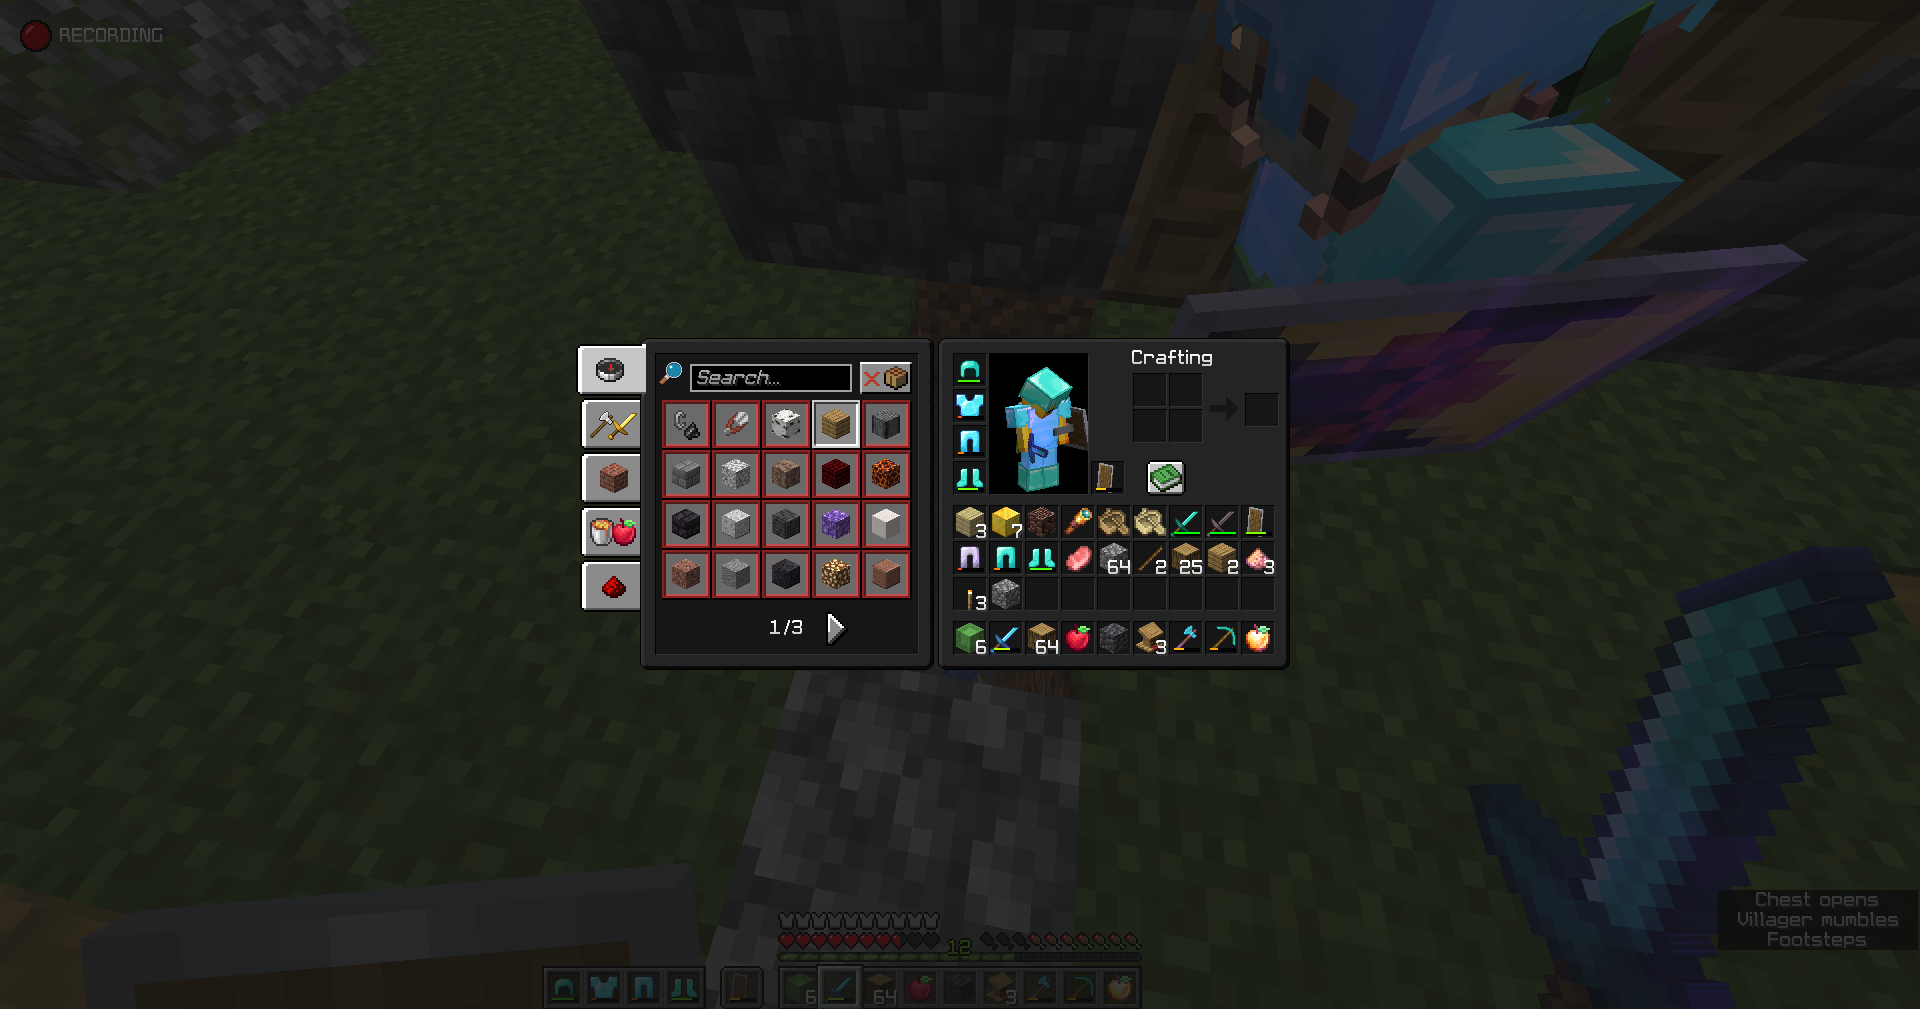 RECORDING
Search...
Crafting
3
7
64
2
25
2
3
3
6
64
3
1/3
12
6
64
3
Chest opens
Villager mumbles
Footsteps